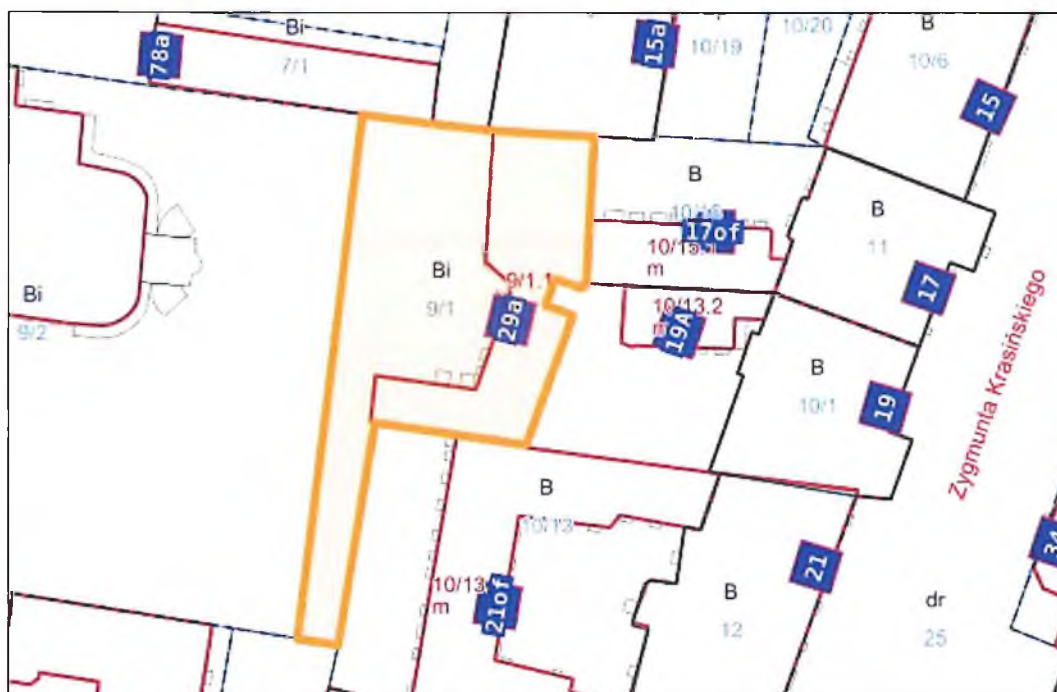 Bi
78a
7/1
15a
10/19
10/20
B
10/6
15
B
17of
10/15.1
m
B
11
17
Bi
9/2
Bi
9/1
9/1.1
29a
10/13.2
m
19A
B
10/1
19
Zygmunta Krasińskiego
B
10/13
10/13
m
21of
B
12
21
dr
25
34